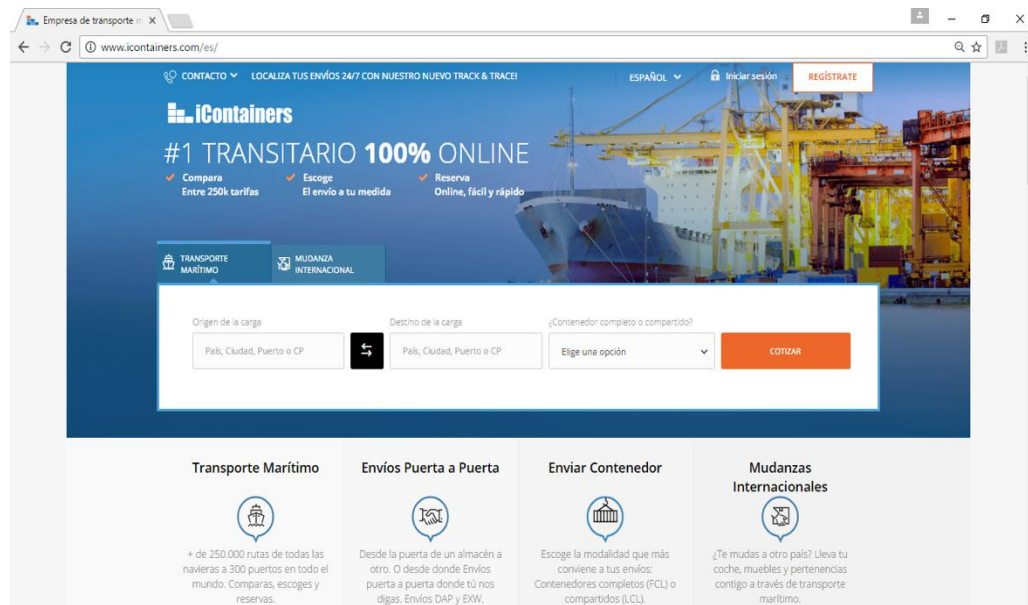 Empresa de transporte n
www.icontainers.com/es/
CONTACTO
LOCALIZA TUS ENVÍOS 24/7 CON NUESTRO NUEVO TRACK & TRACE!
ESPAÑOL
Iniciar sesión
REGÍSTRATE
iContainers
#1 TRANSITARIO 100% ONLINE
Compara
Entre 250k tarifas
Escoge
El envío a tu medida
Reserva
Online, fácil y rápido
TRANSPORTE
MARÍTIMO
MUDANZA
INTERNACIONAL
Origen de la carga
Destino de la carga
¿Contenedor completo o compartido?
País, Ciudad, Puerto o CP
País, Ciudad, Puerto o CP
Elige una opción
COTIZAR
Transporte Marítimo
+ de 250.000 rutas de todas las
navieras a 300 puertos en todo el
mundo. Comparas, escoges y
reservas.
Envíos Puerta a Puerta
Desde la puerta de un almacén a
otro. O desde donde Envíos
puerta a puerta donde tú nos
digas. Envíos DAP y EXW.
Enviar Contenedor
Escoge la modalidad que más
conviene a tus envíos:
Contenedores completos (FCL) o
compartidos (LCL).
Mudanzas
Internacionales
¿Te mudas a otro país? Lleva tu
coche, muebles y pertenencias
contigo a través de transporte
marítimo.